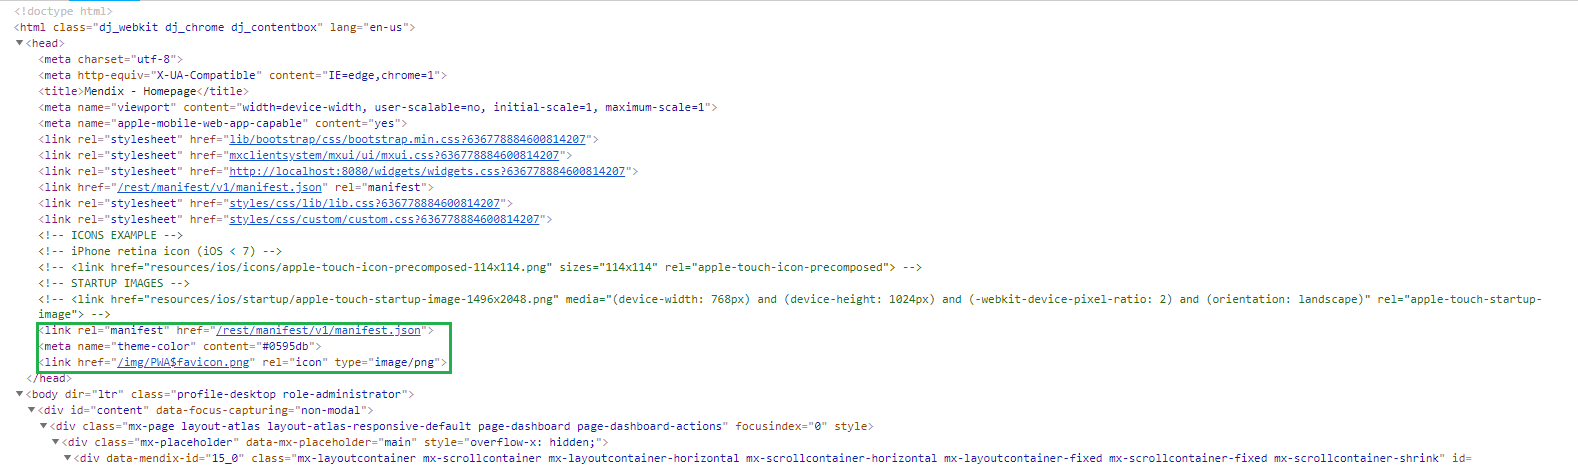 <!doctype html>
<html class="dj_webkit dj_chrome dj_contentbox" lang="en-us">
▼<head>
<meta charset="utf-8">
<meta http-equiv="X-UA-Compatible" content="IE=edge,chrome=1">
<title>Mendix - Homepage</title>
<meta name="viewport" content="width=device-width, user-scalable=no, initial-scale=1, maximum-scale=1">
<meta name="apple-mobile-web-app-capable" content="yes">
<link rel="stylesheet" href="lib/bootstrap/css/bootstrap.min.css?636778884600814207">
<link rel="stylesheet" href="mxclientsystem/mxui/ui/mxui.css?636778884600814207">
<link rel="stylesheet" href="http://localhost:8080/widgets/widgets.css?636778884600814207">
<link href="/rest/manifest/v1/manifest.json" rel="manifest">
<link rel="stylesheet" href="styles/css/lib/lib.css?636778884600814207">
<link rel="stylesheet" href="styles/css/custom/custom.css?636778884600814207">
<!-- ICONS EXAMPLE -->
<!-- iPhone retina icon (iOS < 7) -->
<!-- <link href="resources/ios/icons/apple-touch-icon-precomposed-114x114.png" sizes="114x114" rel="apple-touch-icon-precomposed"> -->
<!-- STARTUP IMAGES -->
<!-- <link href="resources/ios/startup/apple-touch-startup-image-1496x2048.png" media="(device-width: 768px) and (device-height: 1024px) and (-webkit-device-pixel-ratio: 2) and (orientation: landscape)" rel="apple-touch-startup-
image"> -->
<link rel="manifest" href="/rest/manifest/v1/manifest.json">
<meta name="theme-color" content="#0595db">
<link href="/img/PWA$favicon.png" rel="icon" type="image/png">
</head>
▼<body dir="ltr" class="profile-desktop role-administrator">
▼<div id="content" data-focus-capturing="non-modal">
▼<div class="mx-page layout-atlas layout-atlas-responsive-default page-dashboard page-dashboard-actions" focusindex="0" style>
▼<div class="mx-placeholder" data-mx-placeholder="main" style="overflow-x: hidden;">
▼<div data-mendix-id="15_0" class="mx-layoutcontainer mx-scrollcontainer mx-layoutcontainer-horizontal mx-scrollcontainer-horizontal mx-layoutcontainer-fixed mx-scrollcontainer-fixed mx-scrollcontainer-shrink" id=